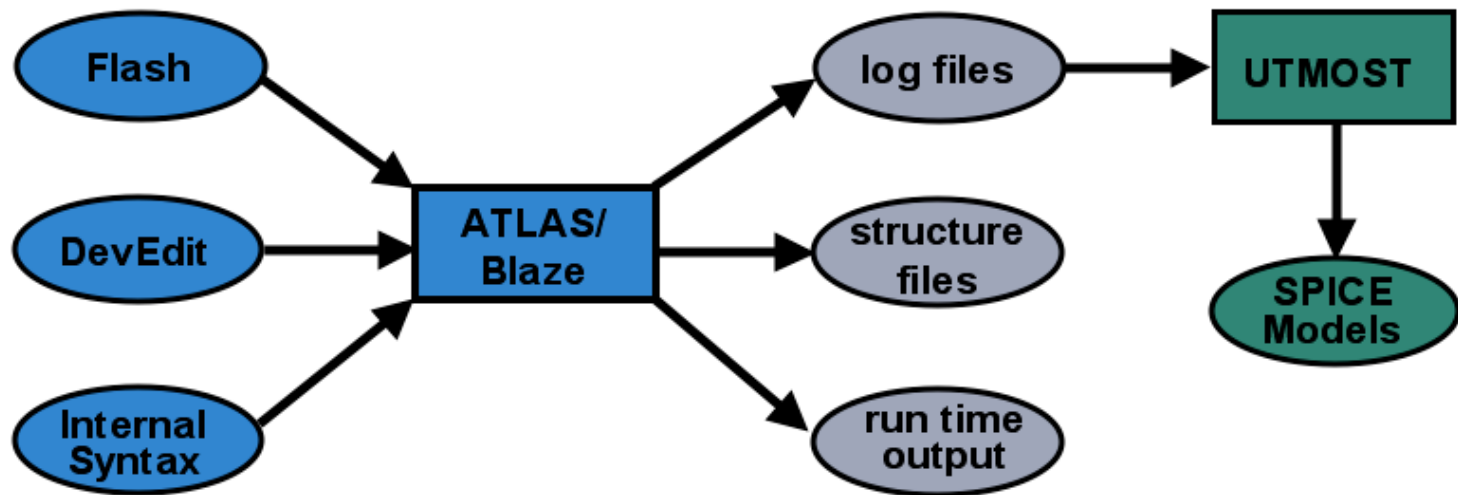 Flash
DevEdit
Internal
Syntax
ATLAS/
Blaze
log files
structure
files
run time
output
UTMOST
SPICE
Models